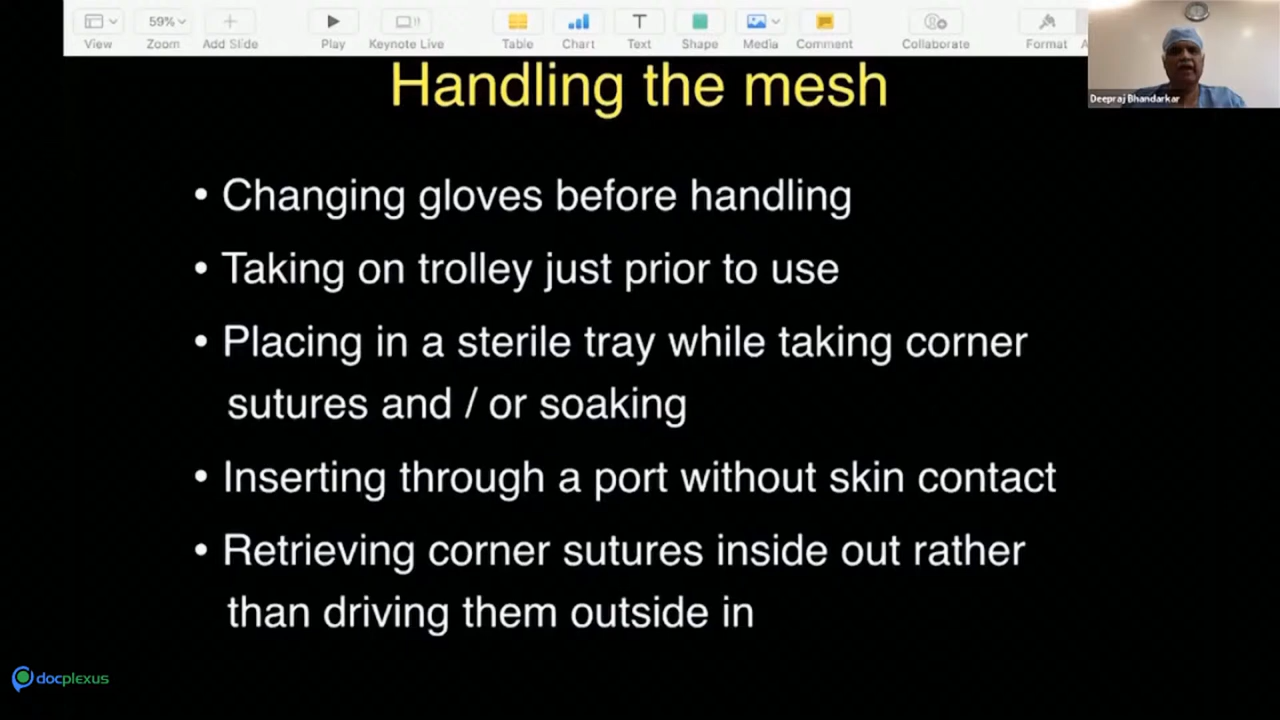 View
59%
Zoom
Add Slide
Play
Keynote Live
Table
Chart
Text
Shape
Media
Comment
Collaborate
Format
Deepraj Bhandarkar
Handling the mesh
• Changing gloves before handling
• Taking on trolley just prior to use
• Placing in a sterile tray while taking corner
sutures and / or soaking
• Inserting through a port without skin contact
• Retrieving corner sutures inside out rather
than driving them outside in
docplexus